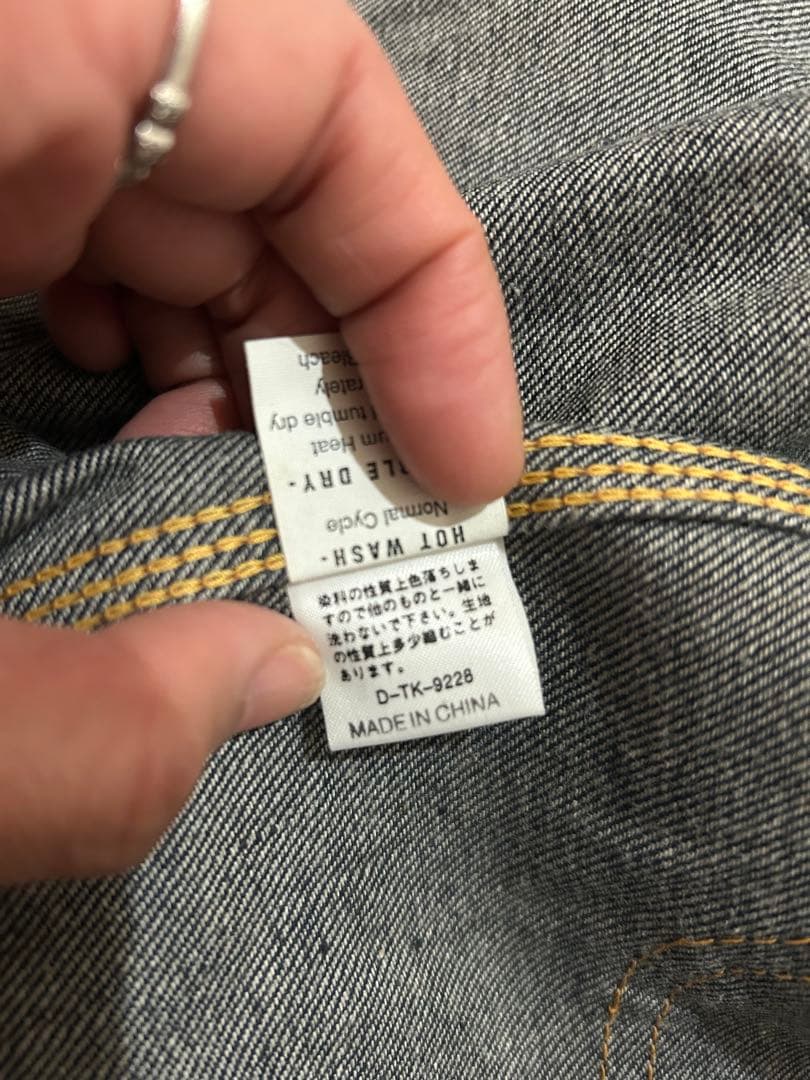 HOT WASH-
Normal Cycle
DRY-
Heat
tumble dry
染料の性質上色落ちしま
すので他のものと一緒に
洗わないで下さい。生地
の性質上多少縮むことが
あります。
D-TK-9228
MADE IN CHINA